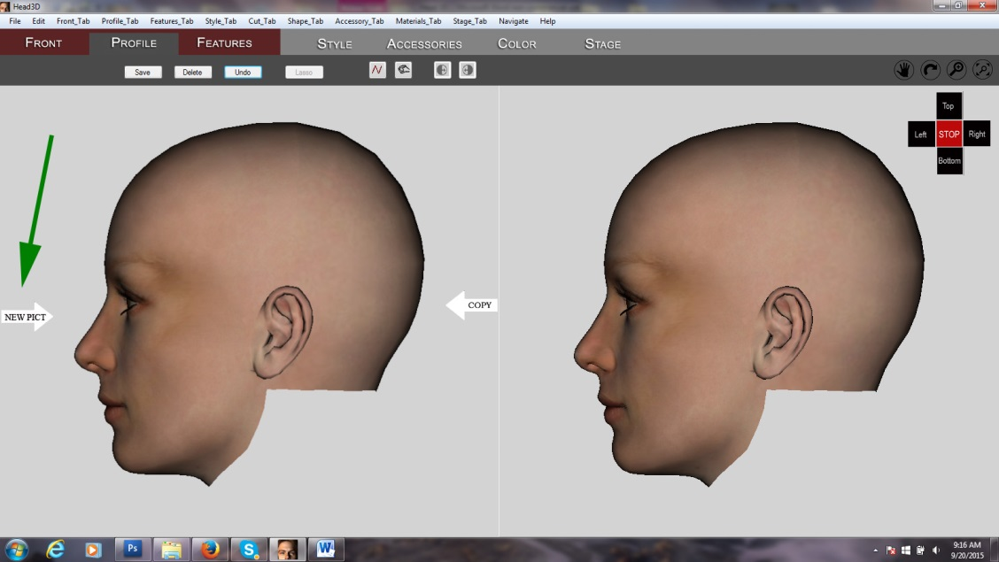 Head3D
File Edit Front_Tab Profile_Tab Features_Tab Style_Tab Cut_Tab Shape_Tab Accessory_Tab Materials_Tab Stage_Tab Navigate Help
FRONT PROFILE FEATURES STYLE ACCESSORIES COLOR STAGE
Save Delete Undo Lasso
Top
Left STOP Right
Bottom
NEW PICT
COPY
Ps
S
W
9:16 AM
9/20/2015